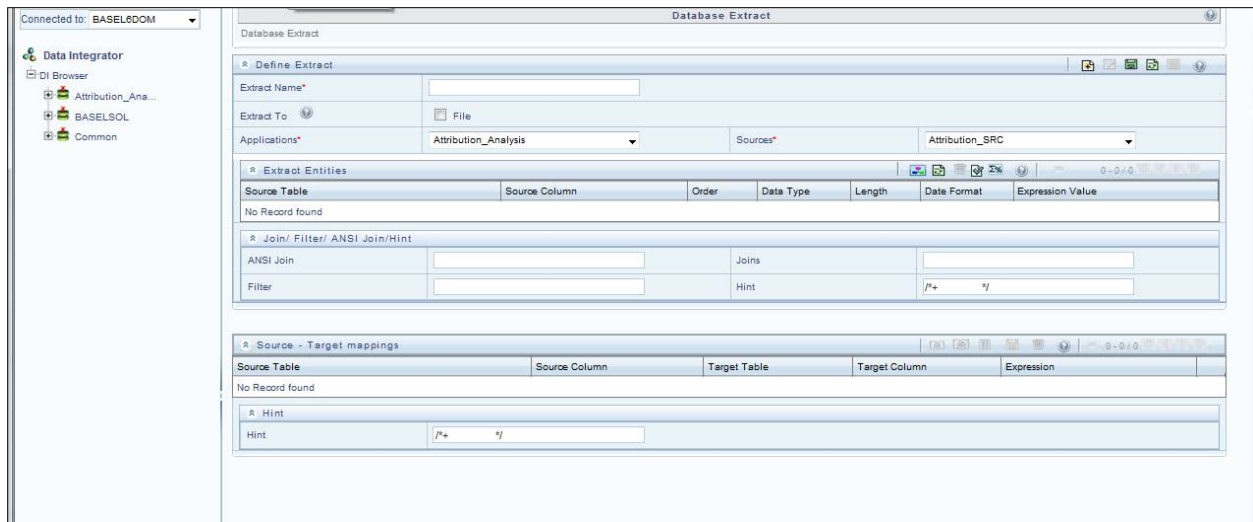 Connected to: BASEL6DOM
Data Integrator
DI Browser
Attribution_Ana...
BASELSOL
Common
Database Extract
Database Extract
Define Extract
Extract Name*
Extract To File
Applications* Attribution_Analysis Sources* Attribution_SRC
Extract Entities 0-0/0
Source Table Source Column Order Data Type Length Date Format Expression Value
No Record found
Join/ Filter/ ANSI Join/Hint
ANSI Join Joins
Filter Hint /*+ */
Source - Target mappings 0-0/0
Source Table Source Column Target Table Target Column Expression
No Record found
Hint
Hint /*+ */